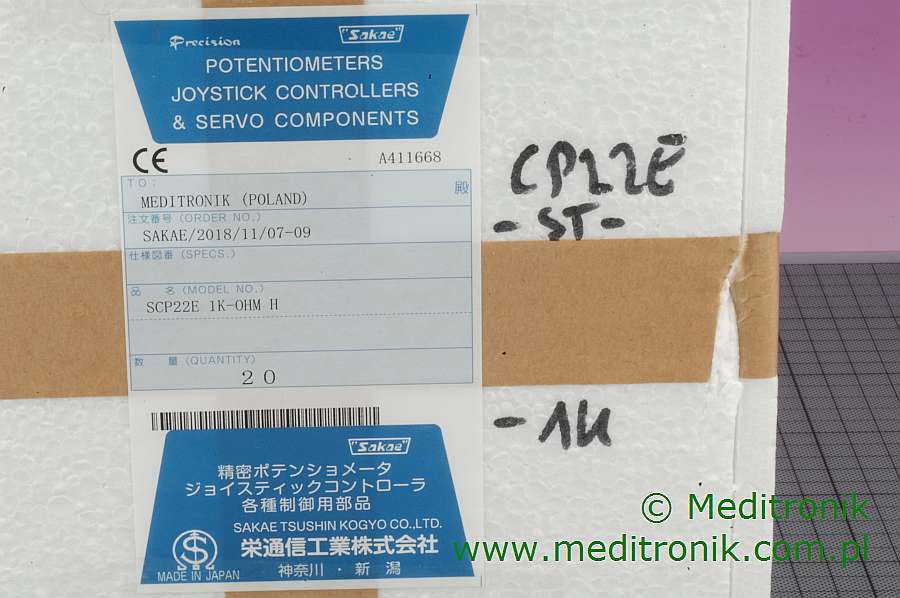 Precision
"Sakae"
POTENTIOMETERS
JOYSTICK CONTROLLERS
& SERVO COMPONENTS
CE
A411668
TO:
殿
MEDITRONIK (POLAND)
注文番号 (ORDER NO.)
SAKAE/2018/11/07-09
仕様図番 (SPECS.)
品 名 (MODEL NO.)
SCP22E 1K-OHM H
数 量 (QUANTITY)
20
"Sakae"
精密ポテンショメータ
ジョイスティックコントローラ
各種制御用部品
SAKAE TSUSHIN KOGYO CO.,LTD.
栄通信工業株式会社
MADE IN JAPAN
神奈川・新潟
CP22E
-ST-
-1K
© Meditronik
www.meditronik.com.pl